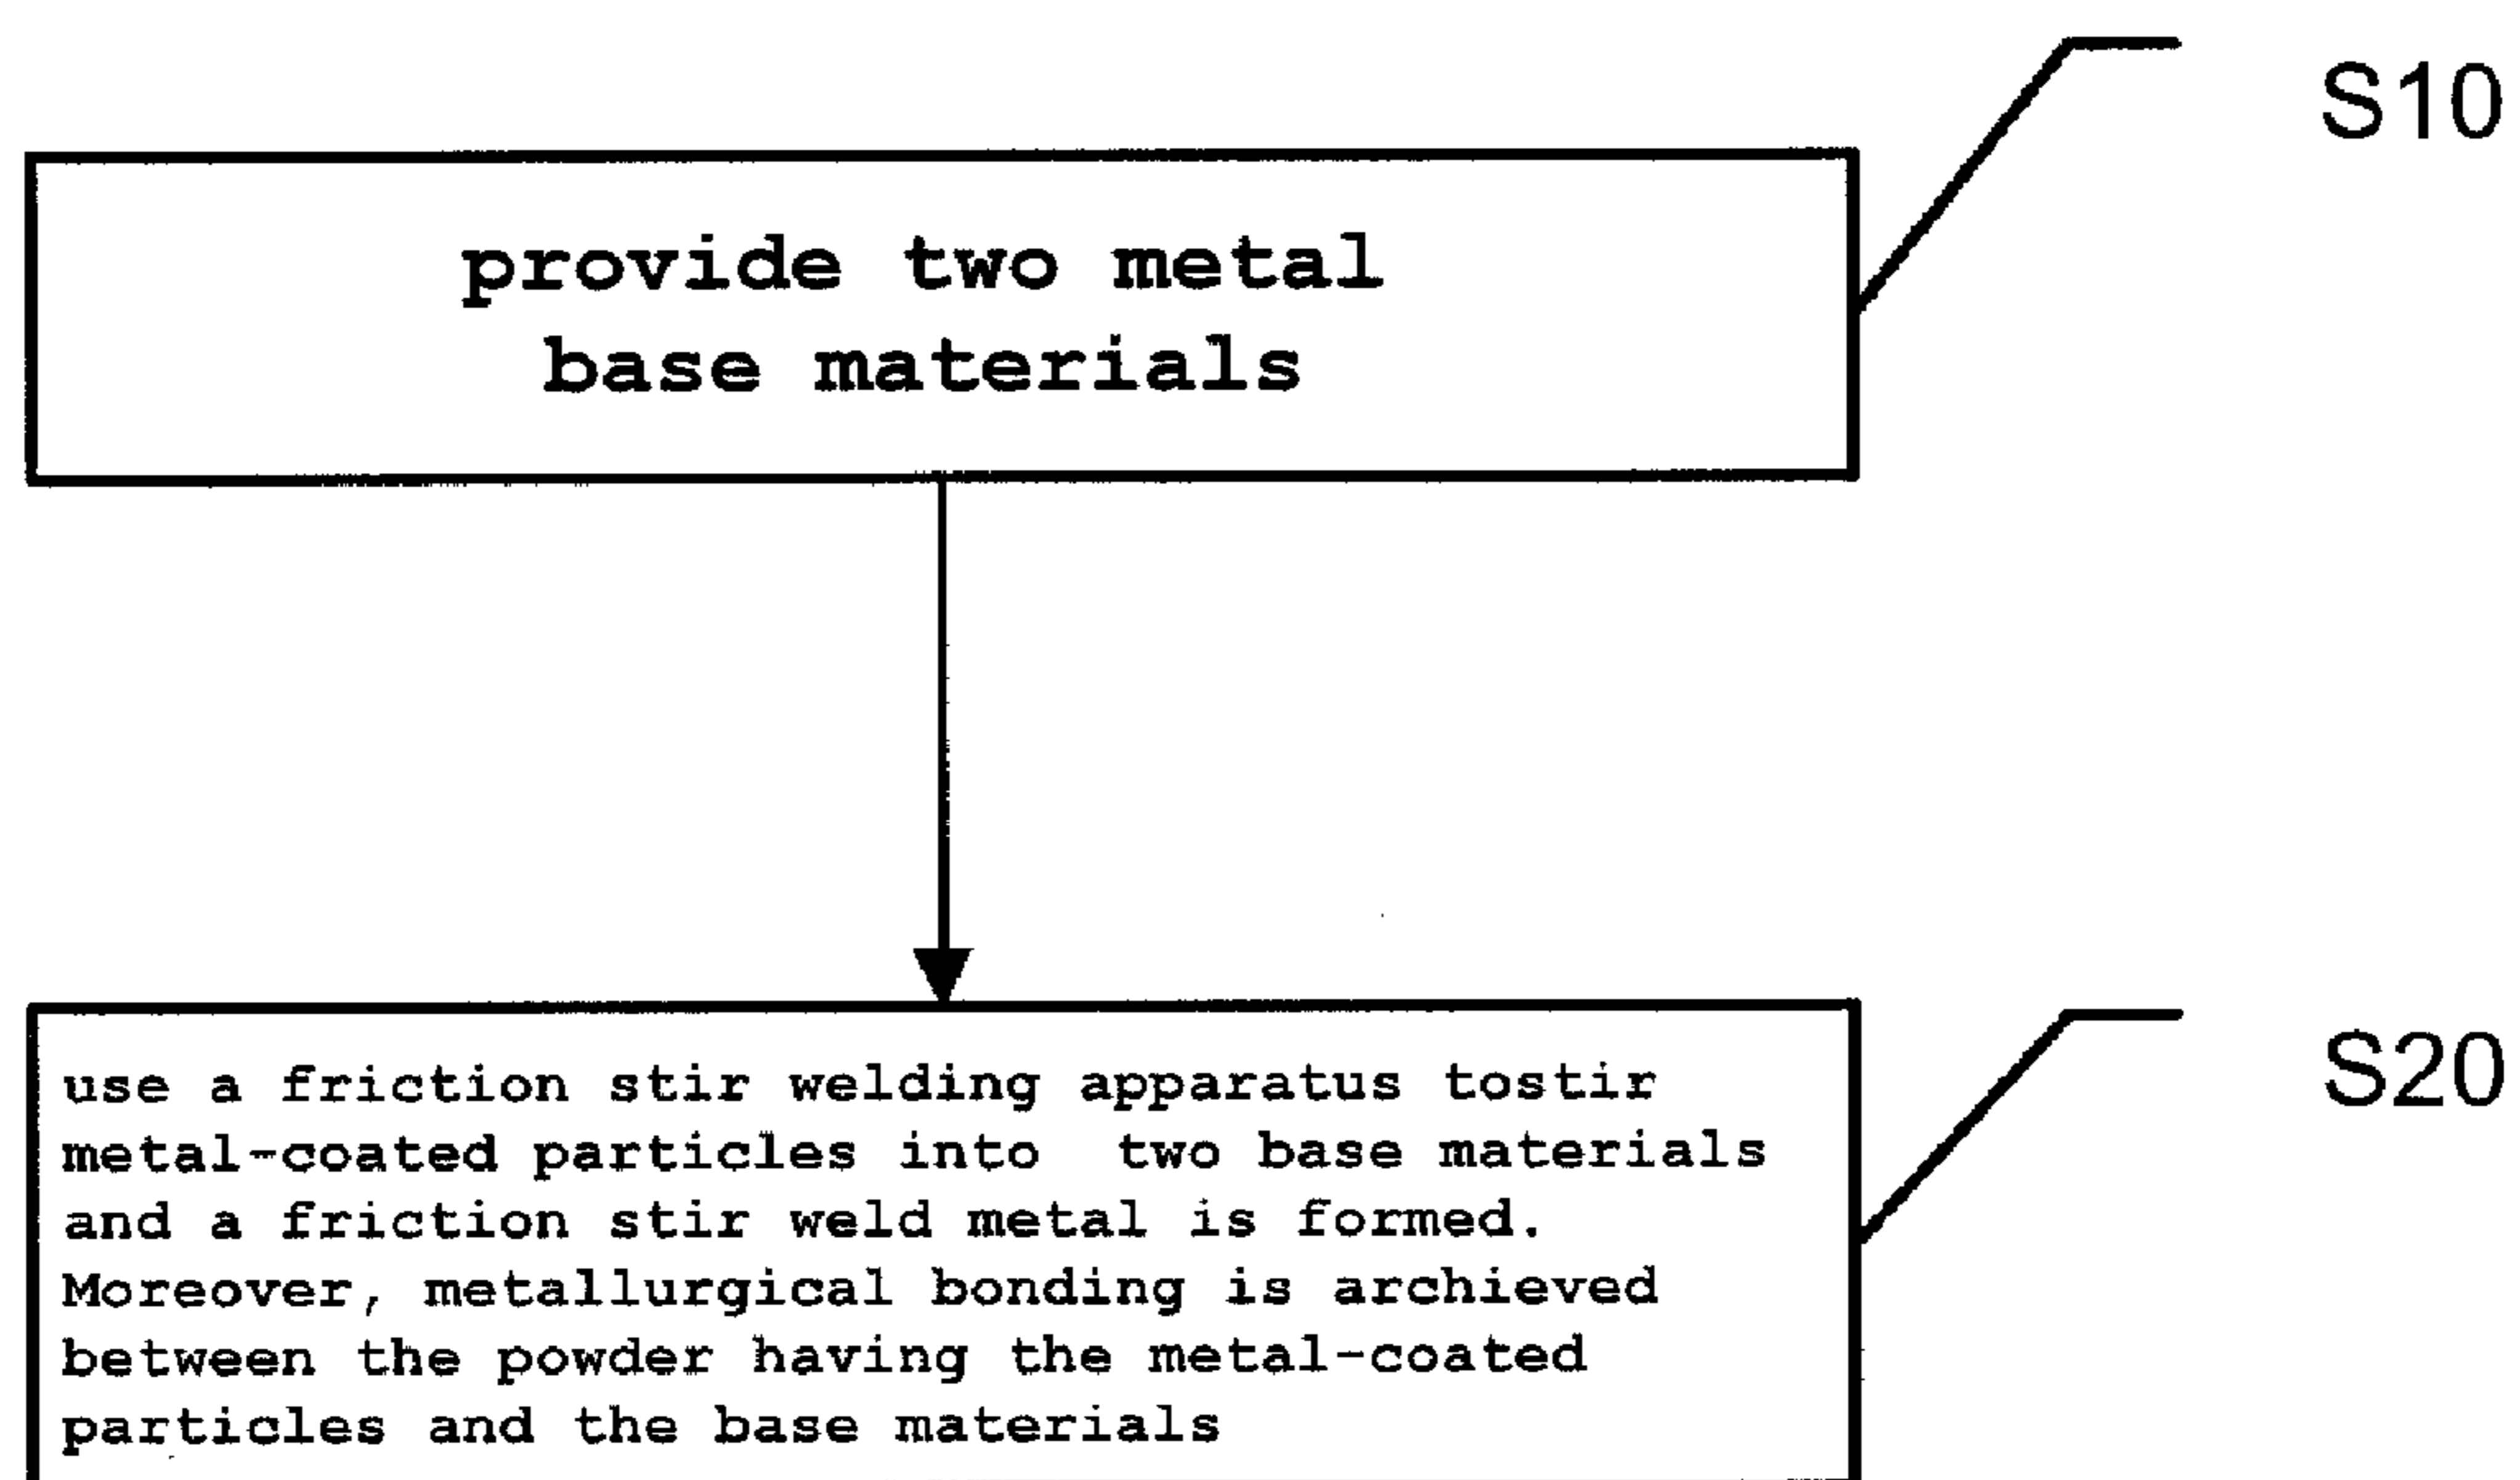 S10
provide two metal
base materials
S20
use a friction stir welding apparatus tostir
metal-coated particles into two base materials
and a friction stir weld metal is formed.
Moreover, metallurgical bonding is archieved
between the powder having the metal-coated
particles and the base materials